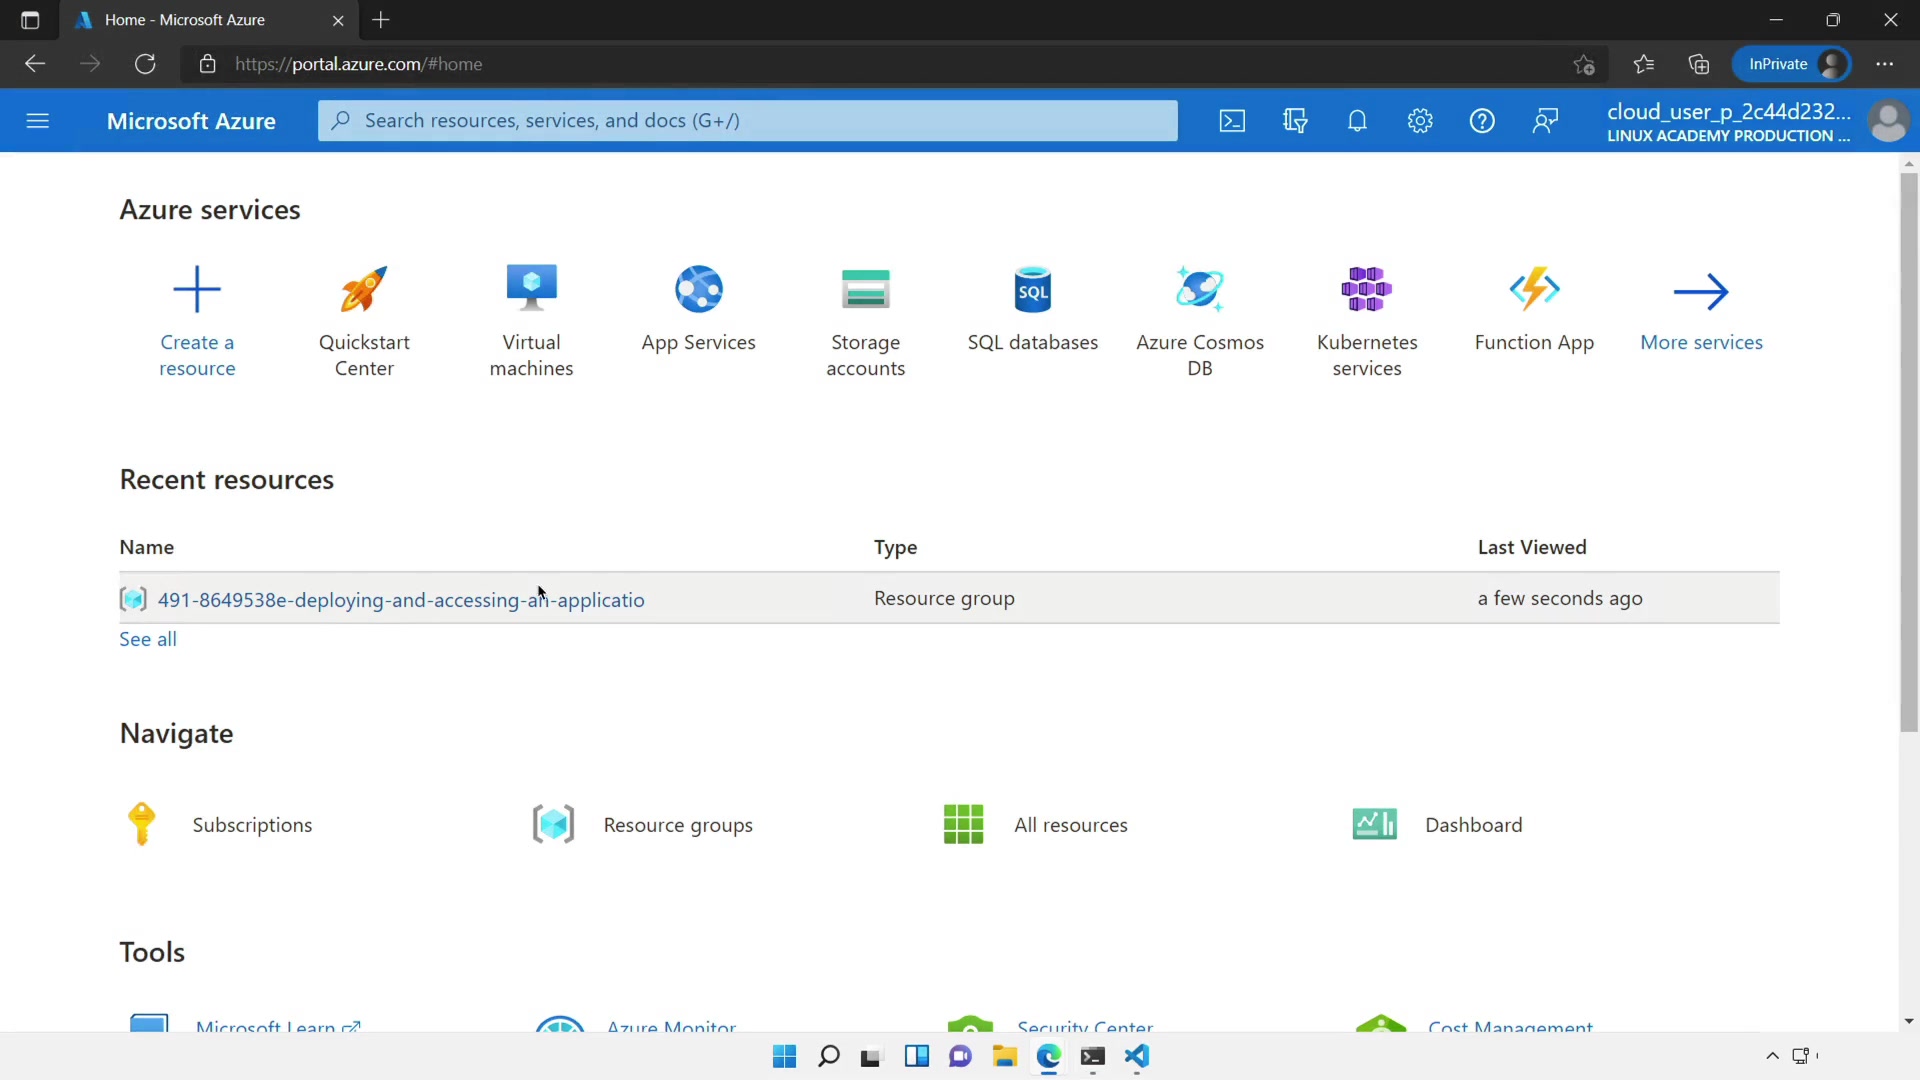 Home - Microsoft Azure
https://portal.azure.com/#home
InPrivate
Microsoft Azure
Search resources, services, and docs (G+/)
cloud_user_p_2c44d232...
LINUX ACADEMY PRODUCTION ...
Azure services
Create a
resource
Quickstart
Center
Virtual
machines
App Services
Storage
accounts
SQL
SQL databases
Azure Cosmos
DB
Kubernetes
services
Function App
More services
Recent resources
Name
Type
Last Viewed
491-8649538e-deploying-and-accessing-an-applicatio
Resource group
a few seconds ago
See all
Navigate
Subscriptions
Resource groups
All resources
Dashboard
Tools
Microsoft Learn
Azure Monitor
Security Center
Cost Management